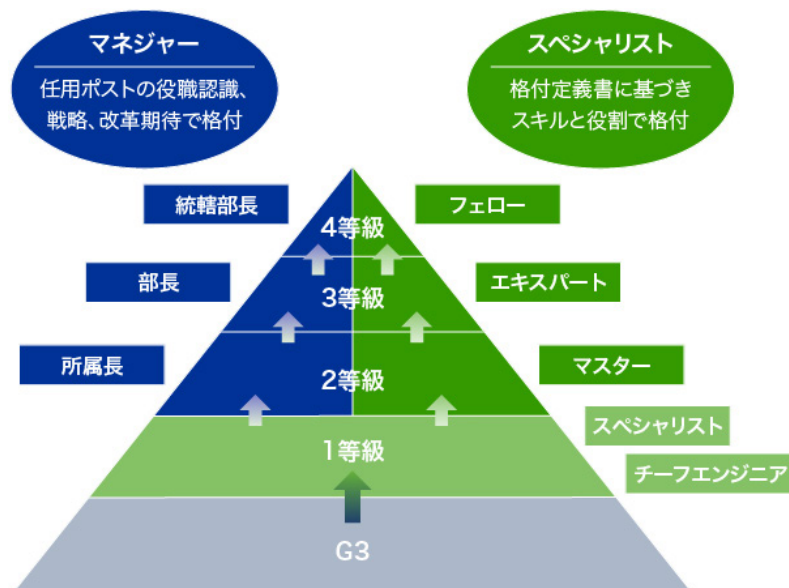 マネジャー
任用ポストの役職認識、
戦略、改革期待で格付
スペシャリスト
格付定義書に基づき
スキルと役割で格付
統轄部長
4等級
フェロー
部長
3等級
エキスパート
所属長
2等級
マスター
スペシャリスト
1等級
チーフエンジニア
G3